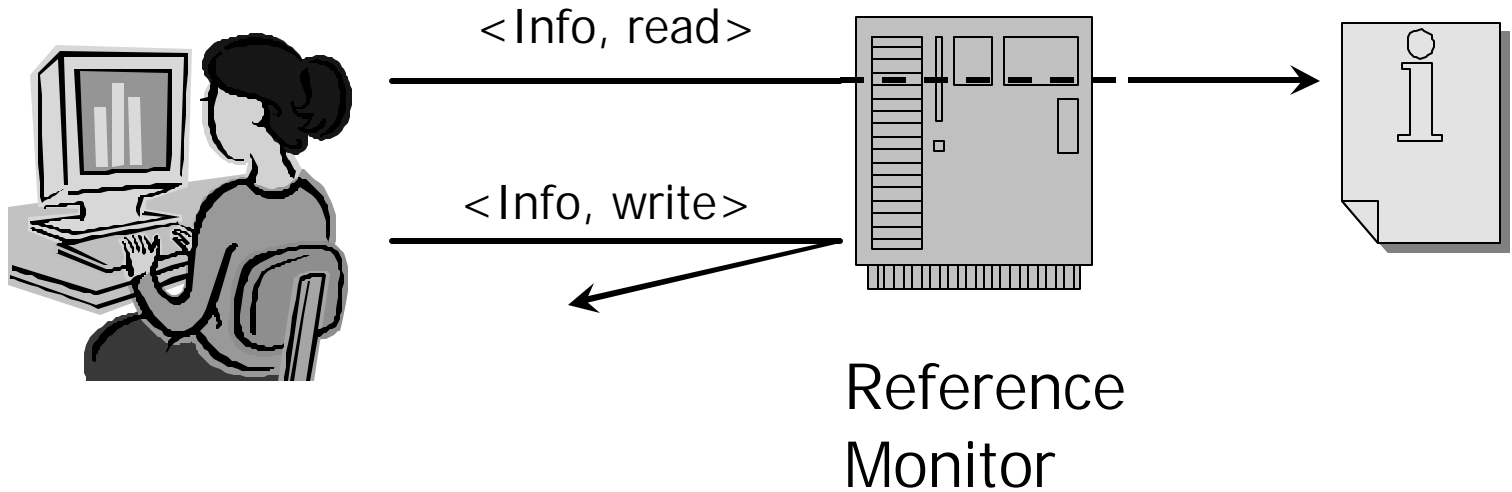 <Info, read>
<Info, write>
Reference
Monitor